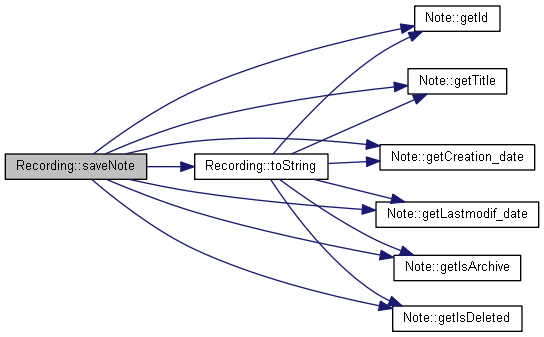 Note::getId
Note::getTitle
Recording::saveNote
Recording::toString
Note::getCreation_date
Note::getLastmodif_date
Note::getIsArchive
Note::getIsDeleted